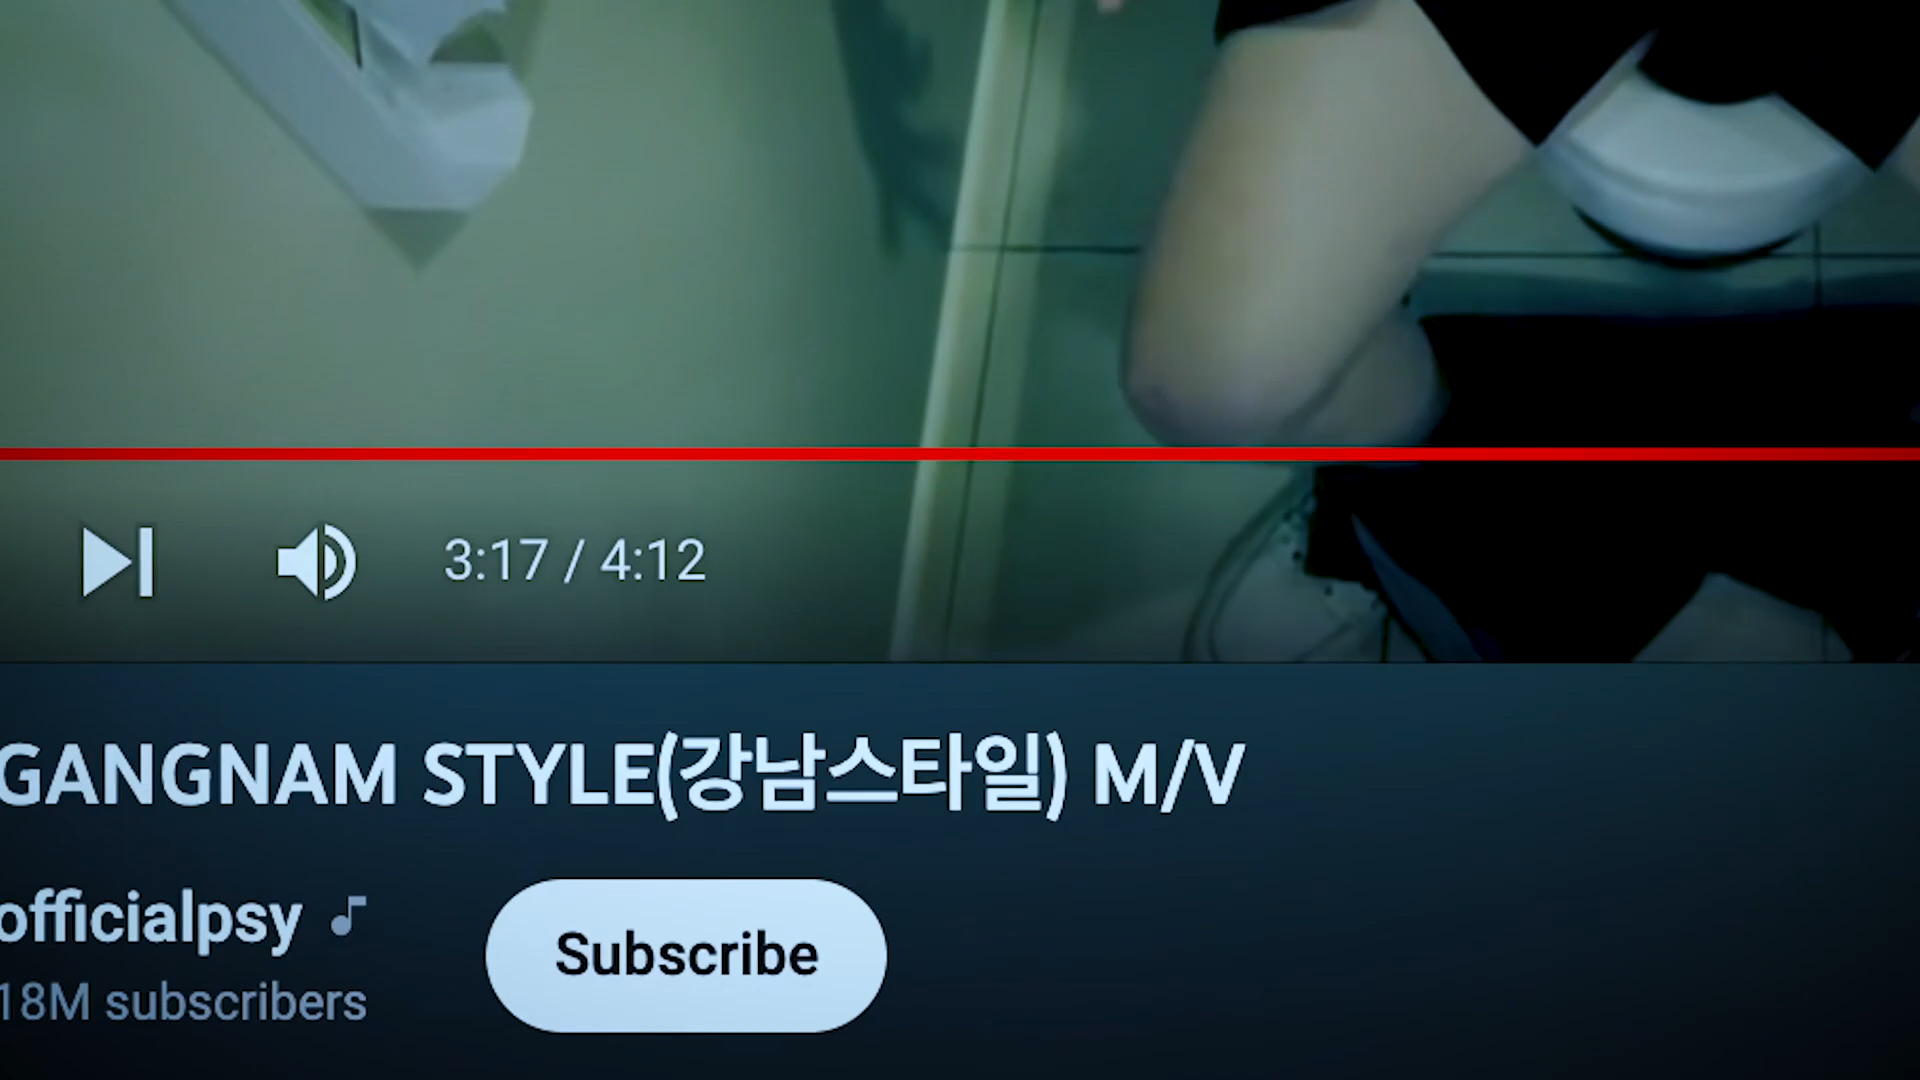 3:17 / 4:12
GANGNAM STYLE(강남스타일) M/V
officialpsy
18M subscribers
Subscribe